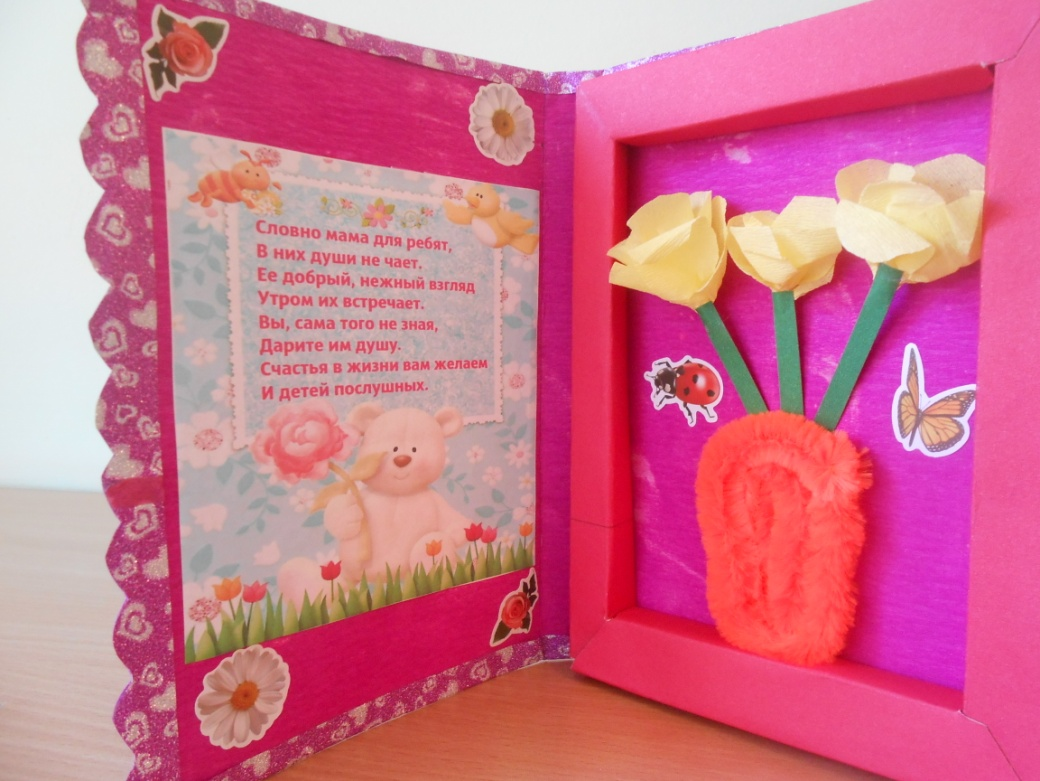 Словно мама для ребят,
В них души не чает.
Ее добрый, нежный взгляд
Утром их встречает.
Вы, сама того не зная,
Дарите им душу.
Счастья в жизни вам желаем
И детей послушных.